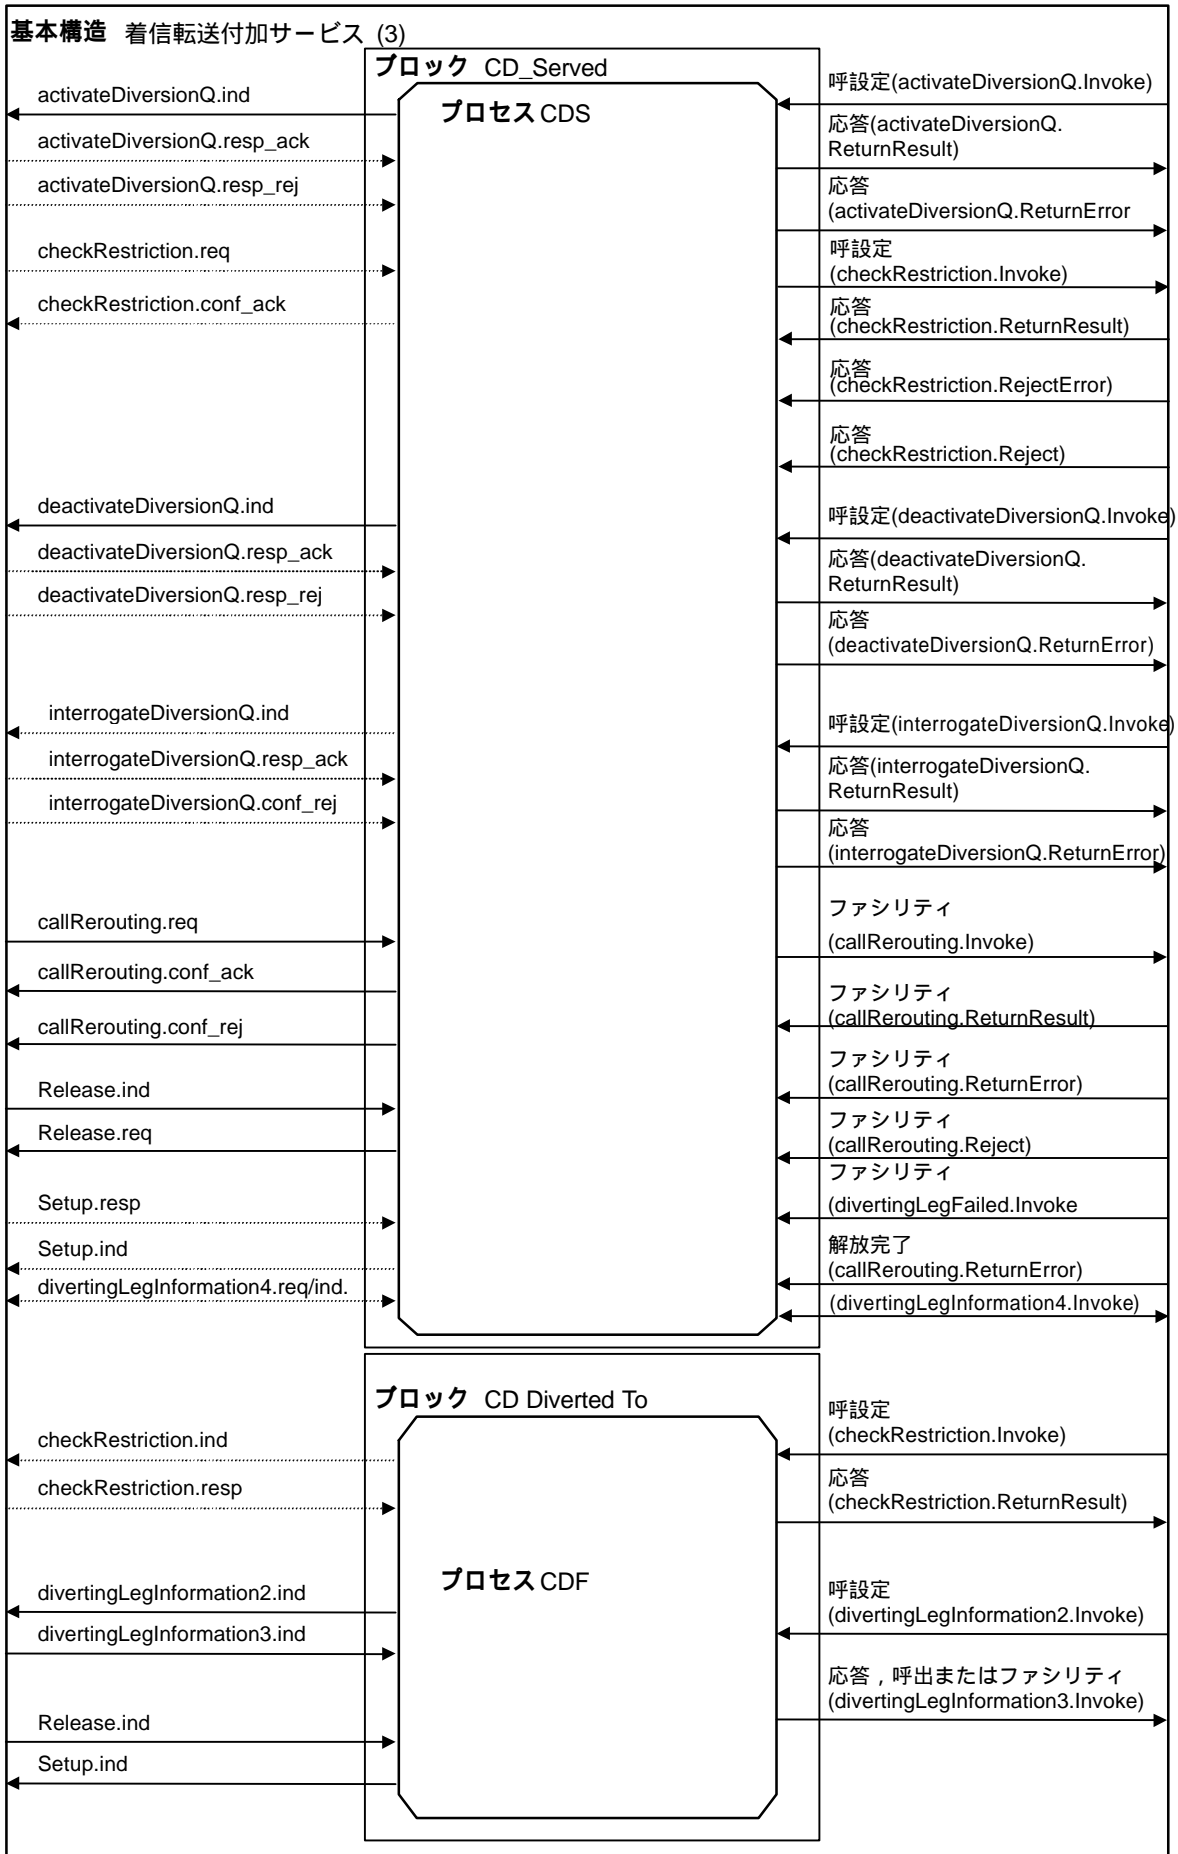 基本構造 着信転送付加サービス (3)
ブロック CD_Served
プロセス CDS
activateDiversionQ.ind
activateDiversionQ.resp_ack
activateDiversionQ.resp_rej
checkRestriction.req
checkRestriction.conf_ack
deactivateDiversionQ.ind
deactivateDiversionQ.resp_ack
deactivateDiversionQ.resp_rej
interrogateDiversionQ.ind
interrogateDiversionQ.resp_ack
interrogateDiversionQ.conf_rej
callRerouting.req
callRerouting.conf_ack
callRerouting.conf_rej
Release.ind
Release.req
Setup.resp
Setup.ind
divertingLegInformation4.req/ind.
呼設定(activateDiversionQ.Invoke)
応答(activateDiversionQ.
ReturnResult)
応答
(activateDiversionQ.ReturnError
呼設定
(checkRestriction.Invoke)
応答
(checkRestriction.ReturnResult)
応答
(checkRestriction.RejectError)
応答
(checkRestriction.Reject)
呼設定(deactivateDiversionQ.Invoke)
応答(deactivateDiversionQ.
ReturnResult)
応答
(deactivateDiversionQ.ReturnError)
呼設定(interrogateDiversionQ.Invoke)
応答(interrogateDiversionQ.
ReturnResult)
応答
(interrogateDiversionQ.ReturnError)
ファシリティ
(callRerouting.Invoke)
ファシリティ
(callRerouting.ReturnResult)
ファシリティ
(callRerouting.ReturnError)
ファシリティ
(callRerouting.Reject)
ファシリティ
(divertingLegFailed.Invoke
解放完了
(callRerouting.ReturnError)
(divertingLegInformation4.Invoke)
ブロック CD Diverted To
プロセス CDF
checkRestriction.ind
checkRestriction.resp
divertingLegInformation2.ind
divertingLegInformation3.ind
Release.ind
Setup.ind
呼設定
(checkRestriction.Invoke)
応答
(checkRestriction.ReturnResult)
呼設定
(divertingLegInformation2.Invoke)
応答，呼出またはファシリティ
(divertingLegInformation3.Invoke)